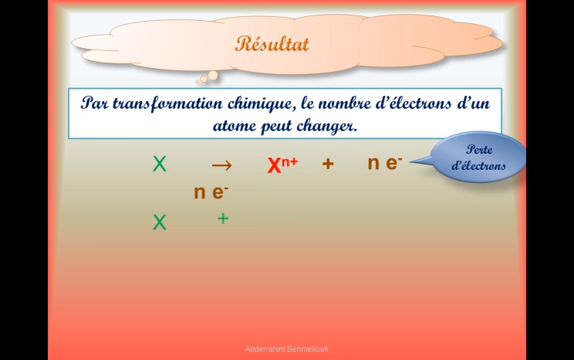 Résultat
Par transformation chimique, le nombre d'électrons d'un
atome peut changer.
X → Xⁿ⁺ + n e⁻
Perte
d'électrons
n e⁻
X +
Abderrahim Benmellouk